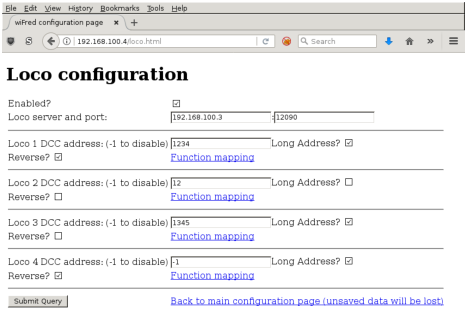 File Edit View History Bookmarks Tools Help
wiFred configuration page × +
192.168.100.4/loco.html Search
Loco configuration
Enabled?
Loco server and port: 192.168.100.3 :12090
Loco 1 DCC address: (-1 to disable) 1234 Long Address?
Reverse? Function mapping
Loco 2 DCC address: (-1 to disable) 12 Long Address?
Reverse? Function mapping
Loco 3 DCC address: (-1 to disable) 1345 Long Address?
Reverse? Function mapping
Loco 4 DCC address: (-1 to disable) -1 Long Address?
Reverse? Function mapping
Submit Query Back to main configuration page (unsaved data will be lost)